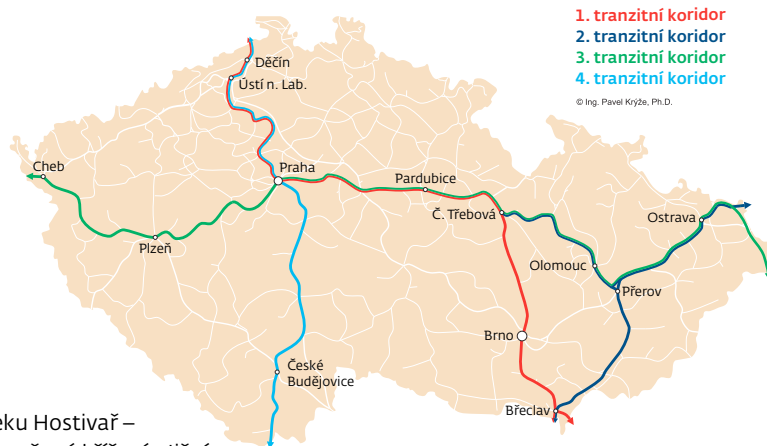 1. tranzitní koridor
2. tranzitní koridor
3. tranzitní koridor
4. tranzitní koridor
© Ing. Pavel Krýže, Ph.D.
Děčín
Ústí n. Lab.
Cheb
Praha
Pardubice
Č. Třebová
Ostrava
Plzeň
Olomouc
Přerov
Brno
České
Budějovice
Břeclav
eku Hostivař –